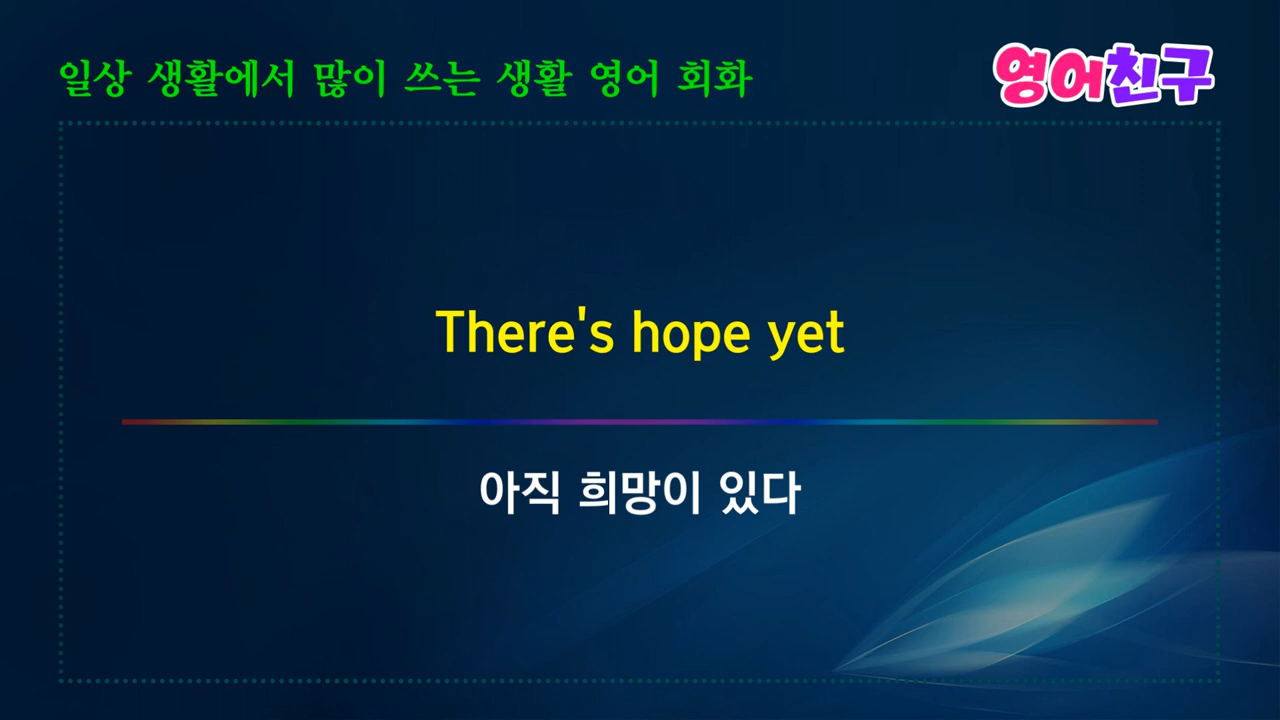 일상 생활에서 많이 쓰는 생활 영어 회화
영어친구
There's hope yet
아직 희망이 있다